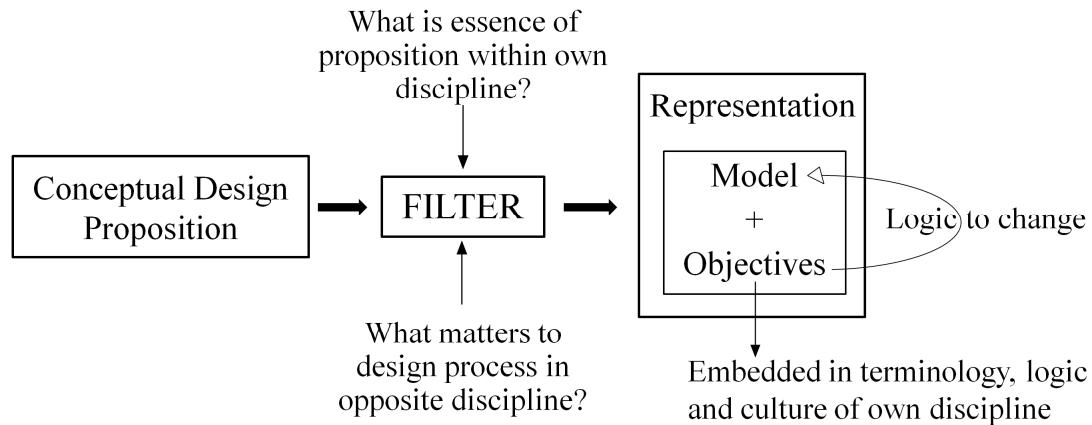 What is essence of
proposition within own
discipline?
Conceptual Design
Proposition
FILTER
What matters to
design process in
opposite discipline?
Representation
Model
+
Objectives
Logic to change
Embedded in terminology, logic
and culture of own discipline